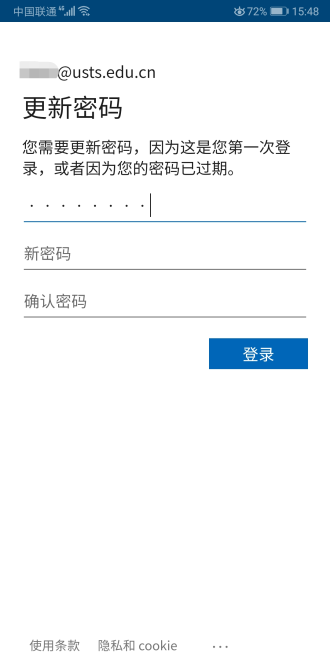 中国联通 4G 72% 15:48
@usts.edu.cn
更新密码
您需要更新密码，因为这是您第一次登
录，或者因为您的密码已过期。
········
新密码
确认密码
登录
使用条款 隐私和 cookie ···